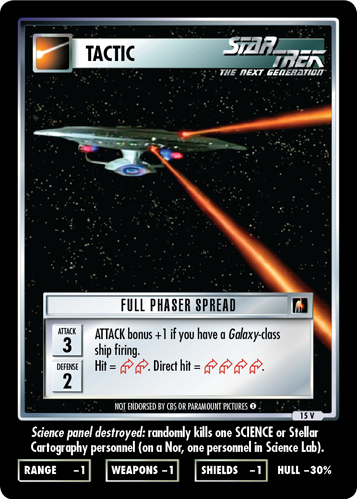 TACTIC
STAR TREK
THE NEXT GENERATION
FULL PHASER SPREAD
ATTACK
3
DEFENSE
2
ATTACK bonus +1 if you have a Galaxy-class
ship firing.
Hit = . Direct hit = .
NOT ENDORSED BY CBS OR PARAMOUNT PICTURES
15 V
Science panel destroyed: randomly kills one SCIENCE or Stellar
Cartography personnel (on a Nor, one personnel in Science Lab).
RANGE -1 WEAPONS -1 SHIELDS -1 HULL -30%